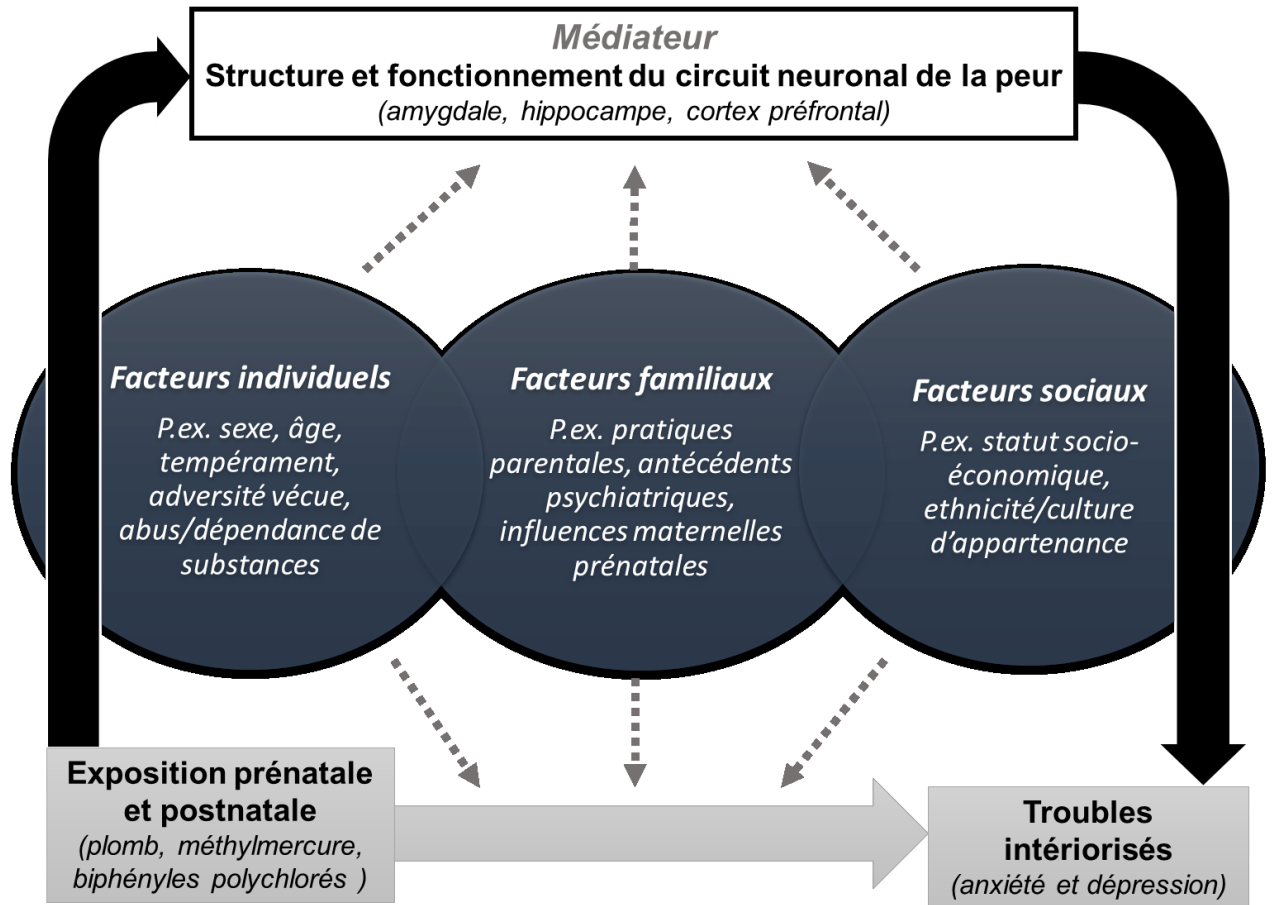 Médiateur
Structure et fonctionnement du circuit neuronal de la peur
(amygdale, hippocampe, cortex préfrontal)
Facteurs individuels
P.ex. sexe, âge,
tempérament,
adversité vécue,
abus/dépendance de
substances
Facteurs familiaux
P.ex. pratiques
parentales, antécédents
psychiatriques,
influences maternelles
prénatales
Facteurs sociaux
P.ex. statut socio-
économique,
ethnicité/culture
d’appartenance
Exposition prénatale
et postnatale
(plomb, méthylmercure,
biphényles polychlorés )
Troubles
intériorisés
(anxiété et dépression)